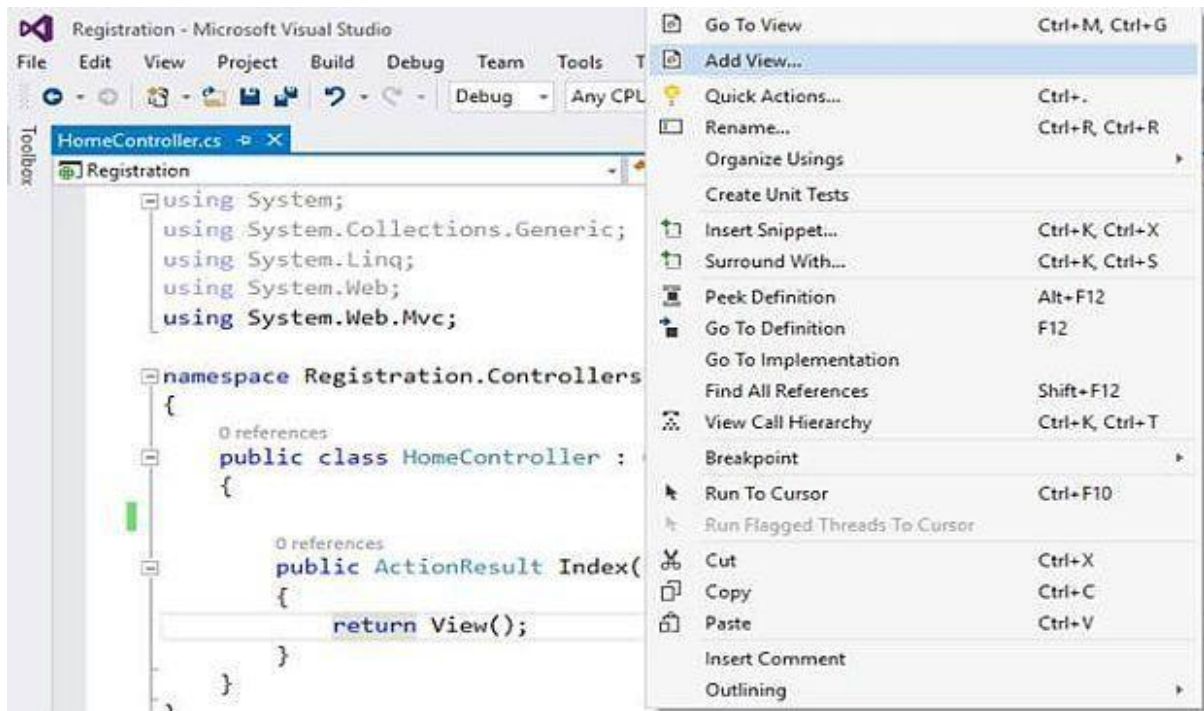 Registration - Microsoft Visual Studio
File Edit View Project Build Debug Team Tools T
Debug Any CPU
Toolbox
HomeController.cs
Registration
using System;
using System.Collections.Generic;
using System.Linq;
using System.Web;
using System.Web.Mvc;
namespace Registration.Controllers
{
0 references
public class HomeController :
{
0 references
public ActionResult Index(
{
return View();
}
}
Go To View Ctrl+M, Ctrl+G
Add View...
Quick Actions... Ctrl+.
Rename... Ctrl+R, Ctrl+R
Organize Usings
Create Unit Tests
Insert Snippet... Ctrl+K, Ctrl+X
Surround With... Ctrl+K, Ctrl+S
Peek Definition Alt+F12
Go To Definition F12
Go To Implementation
Find All References Shift+F12
View Call Hierarchy Ctrl+K, Ctrl+T
Breakpoint
Run To Cursor Ctrl+F10
Run Flagged Threads To Cursor
Cut Ctrl+X
Copy Ctrl+C
Paste Ctrl+V
Insert Comment
Outlining